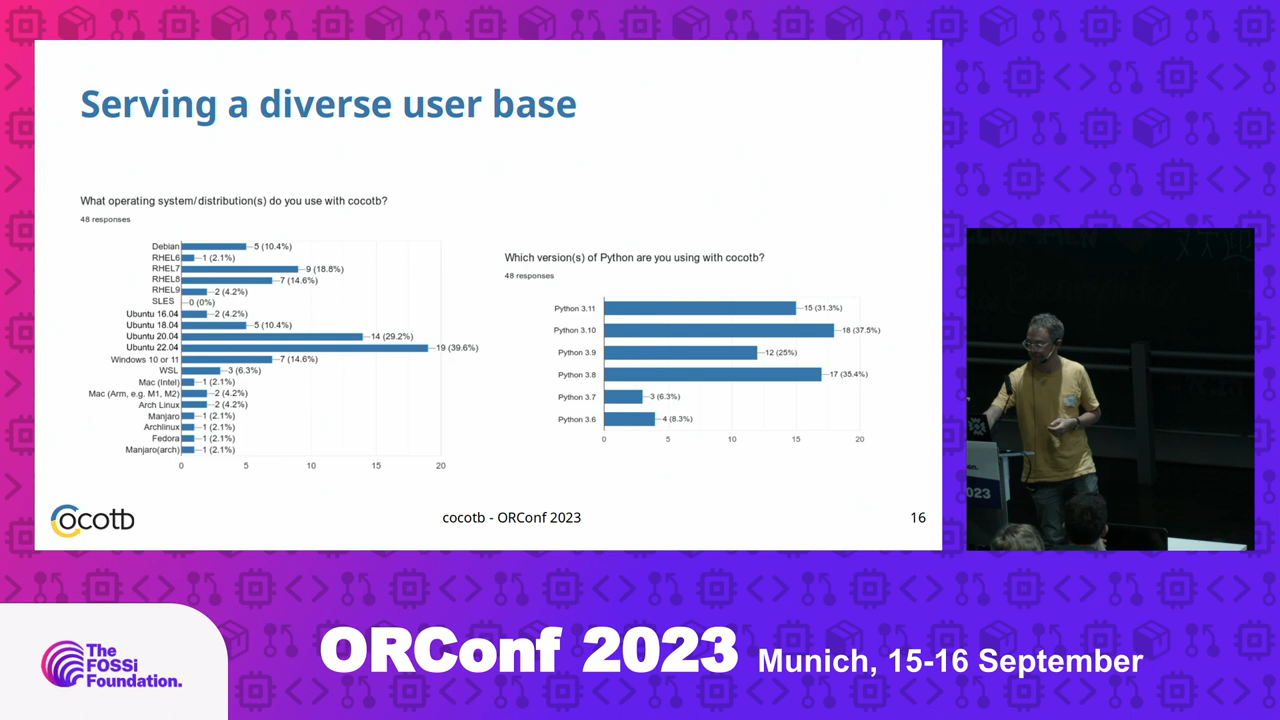 Serving a diverse user base
What operating system/distribution(s) do you use with cocotb?
48 responses
Debian 5 (10.4%)
RHEL6 1 (2.1%)
RHEL7 9 (18.8%)
RHEL8 7 (14.6%)
RHEL9 2 (4.2%)
SLES 0 (0%)
Ubuntu 16.04 2 (4.2%)
Ubuntu 18.04 5 (10.4%)
Ubuntu 20.04 14 (29.2%)
Ubuntu 22.04 19 (39.6%)
Windows 10 or 11 7 (14.6%)
WSL 3 (6.3%)
Mac (Intel) 1 (2.1%)
Mac (Arm, e.g. M1, M2) 2 (4.2%)
Arch Linux 2 (4.2%)
Manjaro 1 (2.1%)
Archlinux 1 (2.1%)
Fedora 1 (2.1%)
Manjaro(arch) 1 (2.1%)
0 5 10 15 20
Which version(s) of Python are you using with cocotb?
48 responses
Python 3.11 15 (31.3%)
Python 3.10 18 (37.5%)
Python 3.9 12 (25%)
Python 3.8 17 (35.4%)
Python 3.7 3 (6.3%)
Python 3.6 4 (8.3%)
0 5 10 15 20
cocotb
cocotb - ORConf 2023
16
023
The
FOSSi
Foundation.
ORConf 2023 Munich, 15-16 September